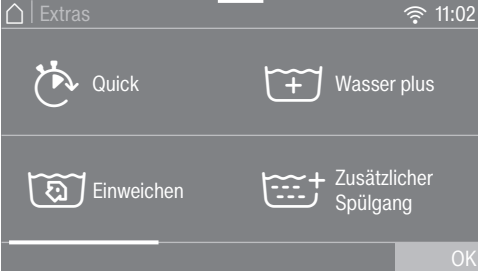 Extras
11:02
Quick
Wasser plus
Einweichen
Zusätzlicher
Spülgang
OK